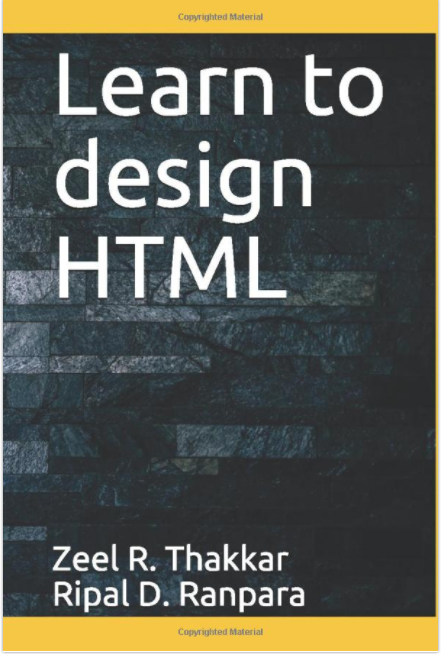 Copyrighted Material
Learn to
design
HTML
Zeel R. Thakkar
Ripal D. Ranpara
Copyrighted Material